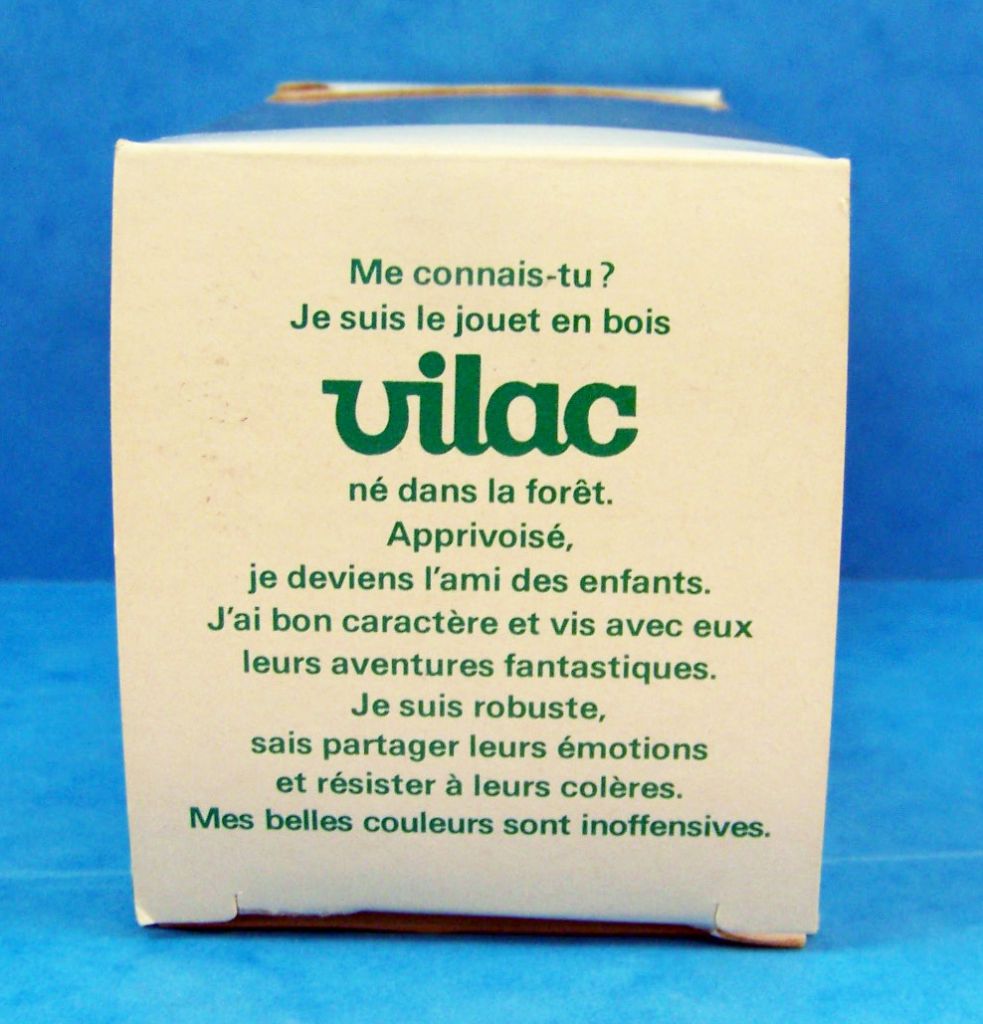 Me connais-tu ?
Je suis le jouet en bois
vilac
né dans la forêt.
Apprivoisé,
je deviens l'ami des enfants.
J'ai bon caractère et vis avec eux
leurs aventures fantastiques.
Je suis robuste,
sais partager leurs émotions
et résister à leurs colères.
Mes belles couleurs sont inoffensives.